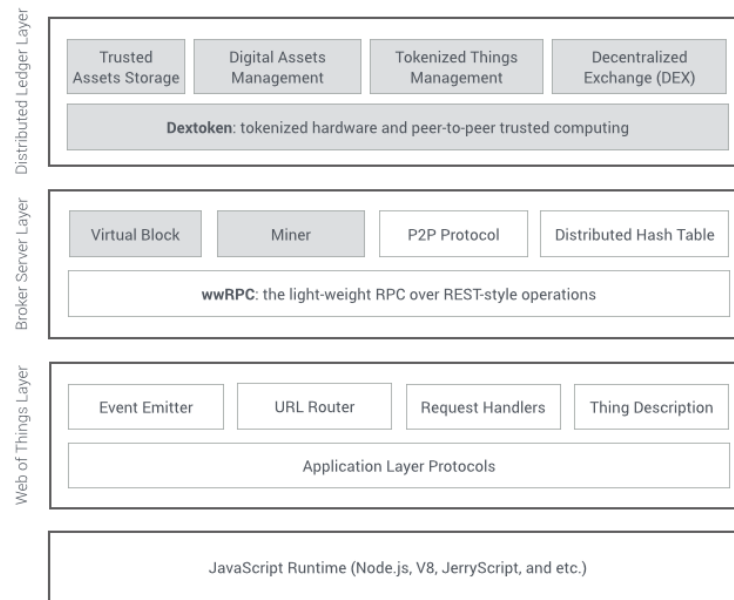 Distributed Ledger Layer
Trusted
Assets Storage
Digital Assets
Management
Tokenized Things
Management
Decentralized
Exchange (DEX)
Dextoken: tokenized hardware and peer-to-peer trusted computing
Broker Server Layer
Virtual Block
Miner
P2P Protocol
Distributed Hash Table
wwRPC: the light-weight RPC over REST-style operations
Web of Things Layer
Event Emitter
URL Router
Request Handlers
Thing Description
Application Layer Protocols
JavaScript Runtime (Node.js, V8, JerryScript, and etc.)